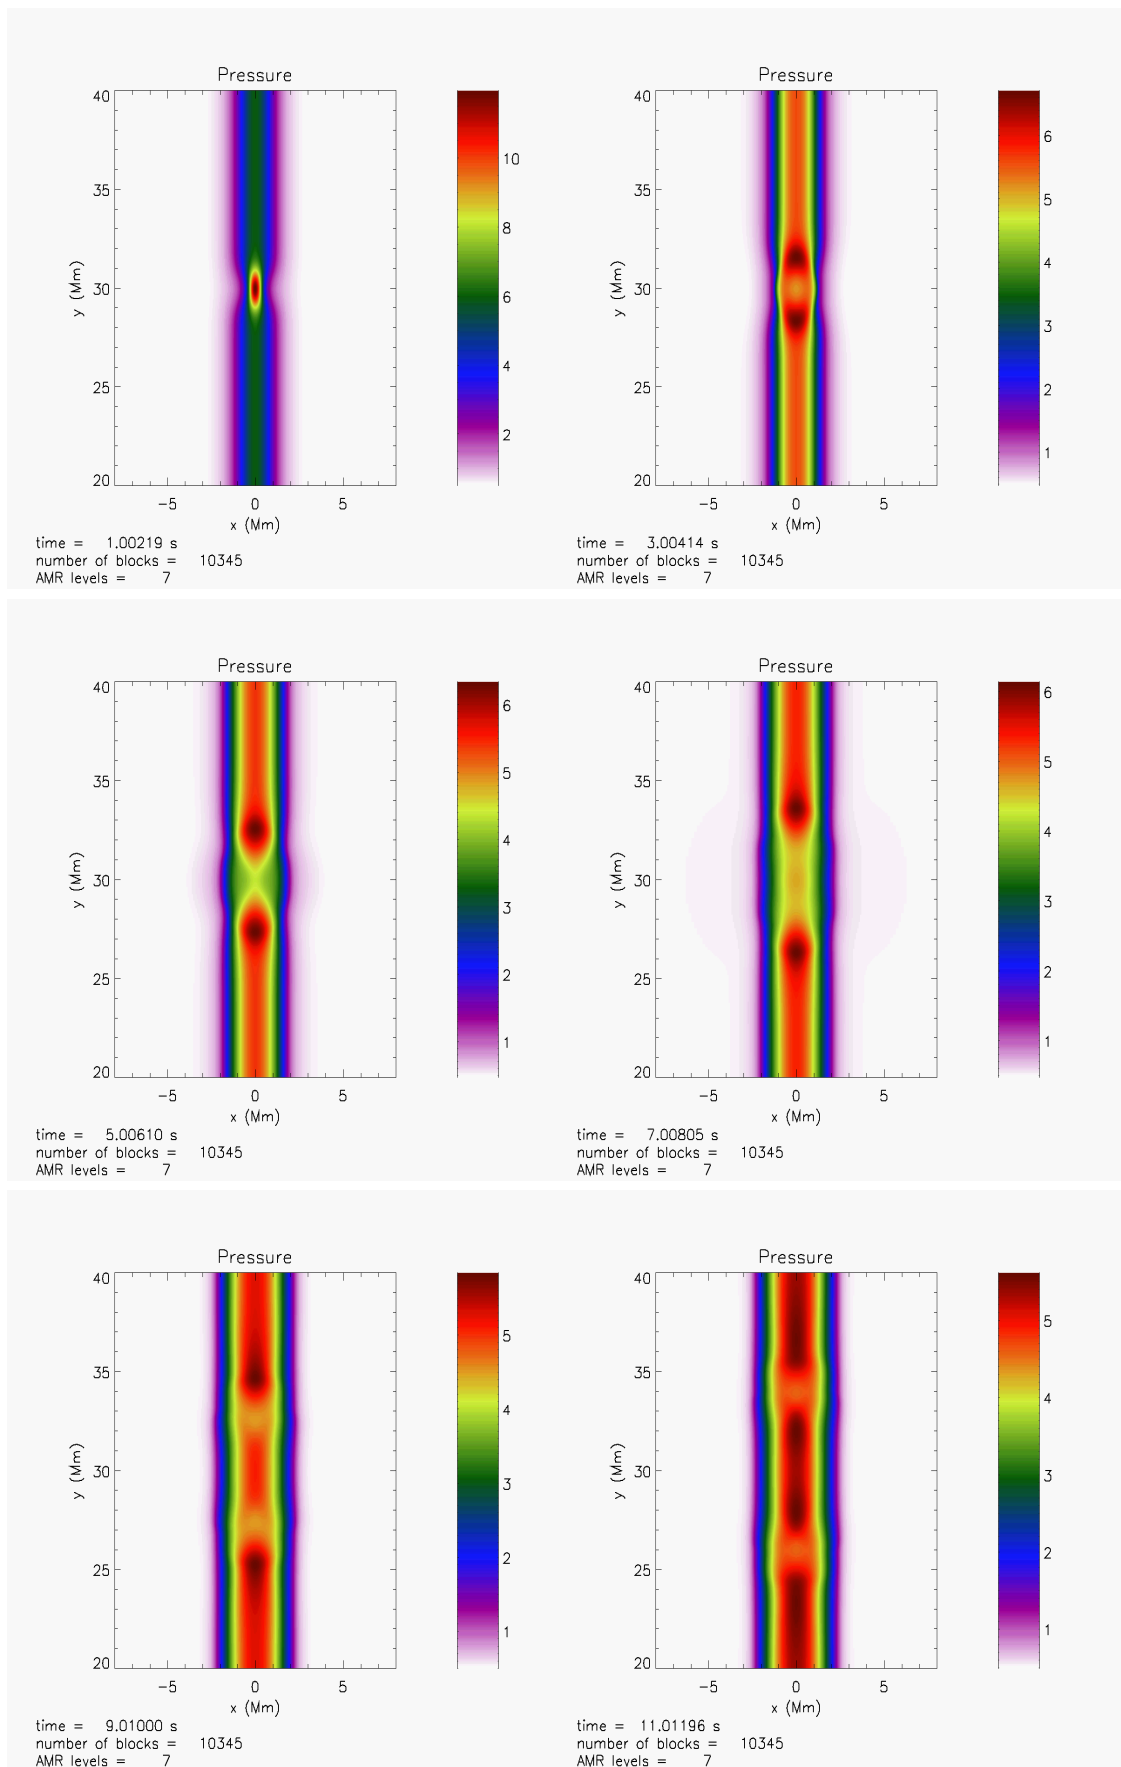 Pressure
Pressure
40
35
30
25
20
y (Mm)
-5
0
5
x (Mm)
10
8
6
4
2
40
35
30
25
20
y (Mm)
-5
0
5
x (Mm)
6
5
4
3
2
1
time = 1.00219 s
number of blocks = 10345
AMR levels = 7
time = 3.00414 s
number of blocks = 10345
AMR levels = 7
Pressure
Pressure
40
35
30
25
20
y (Mm)
-5
0
5
x (Mm)
6
5
4
3
2
1
40
35
30
25
20
y (Mm)
-5
0
5
x (Mm)
6
5
4
3
2
1
time = 5.00610 s
number of blocks = 10345
AMR levels = 7
time = 7.00805 s
number of blocks = 10345
AMR levels = 7
Pressure
Pressure
40
35
30
25
20
y (Mm)
-5
0
5
x (Mm)
5
4
3
2
1
40
35
30
25
20
y (Mm)
-5
0
5
x (Mm)
5
4
3
2
1
time = 9.01000 s
number of blocks = 10345
AMR levels = 7
time = 11.01196 s
number of blocks = 10345
AMR levels = 7